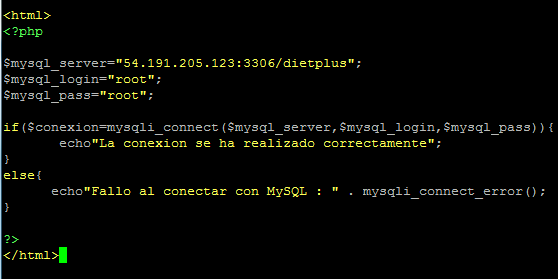 <html>
<?php
$mysql_server="54.191.205.123:3306/dietplus";
$mysql_login="root";
$mysql_pass="root";
if($conexion=mysqli_connect($mysql_server,$mysql_login,$mysql_pass)){
echo"La conexion se ha realizado correctamente";
}
else{
echo"Fallo al conectar con MySQL : " . mysqli_connect_error();
}
?>
</html>